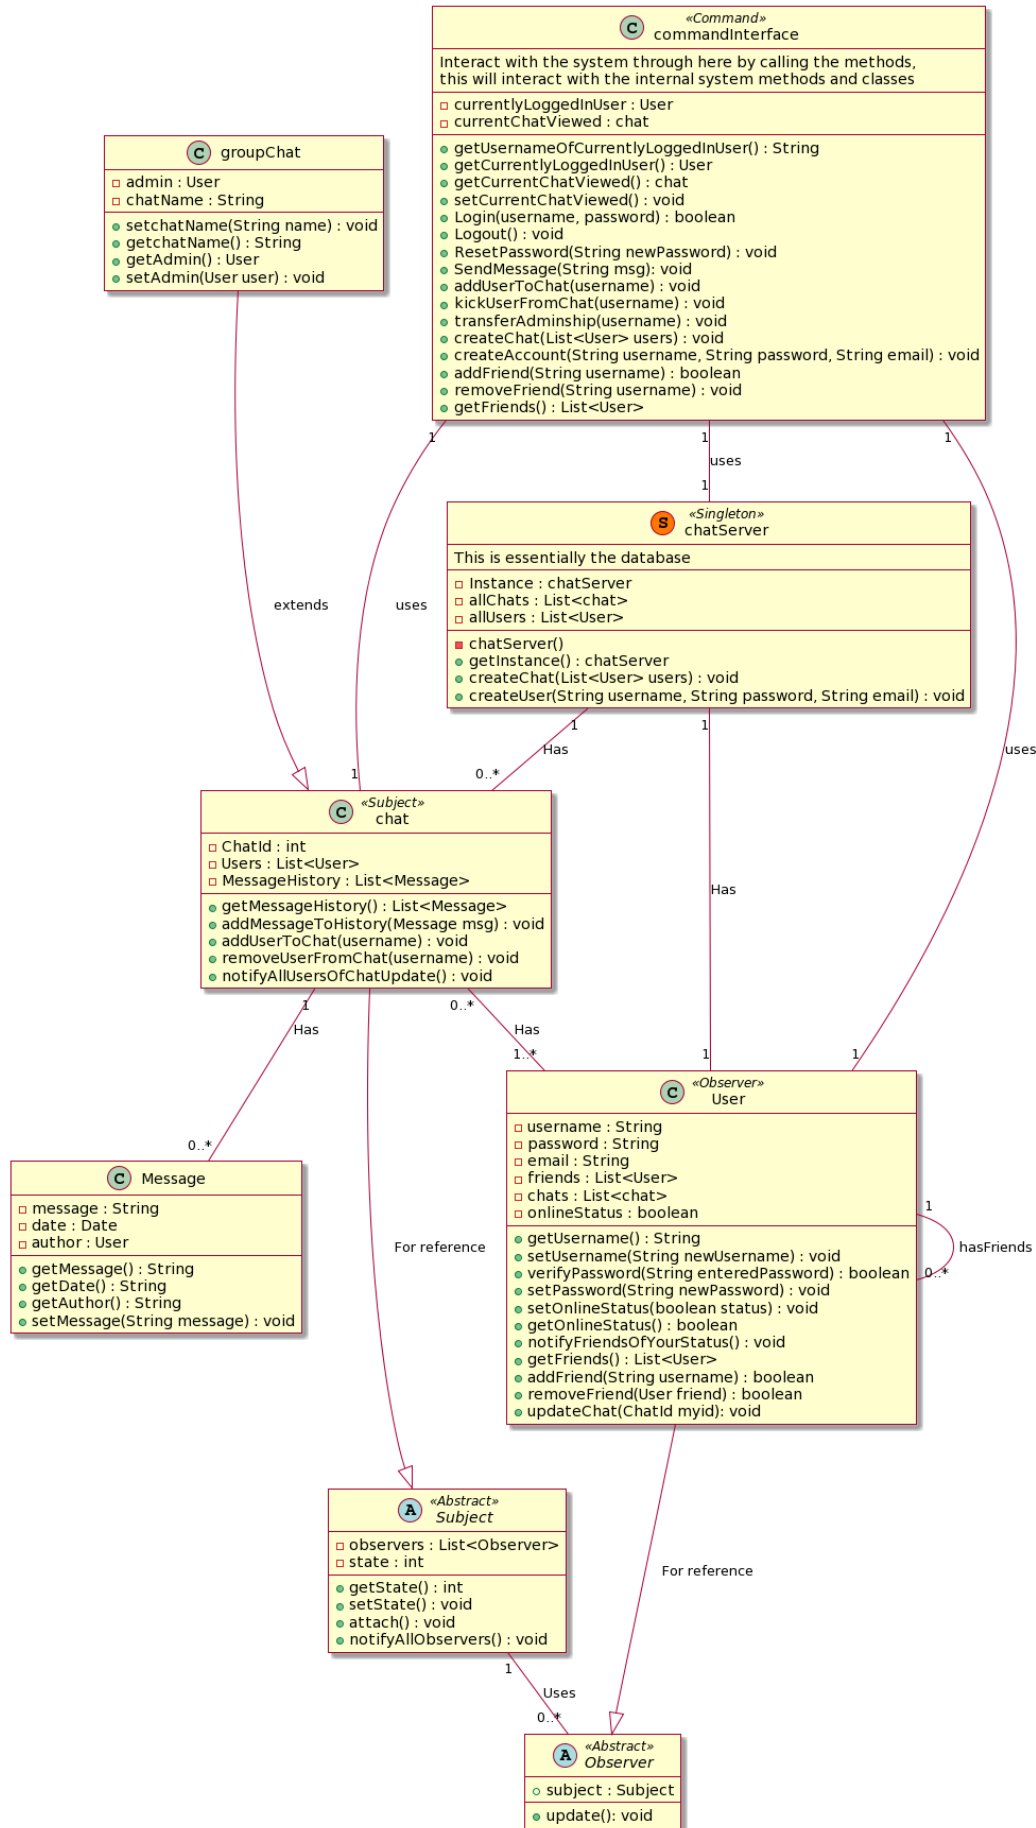 «Command»
C commandInterface
Interact with the system through here by calling the methods,
this will interact with the internal system methods and classes
currentlyLoggedInUser : User
currentChatViewed : chat
getUsernameOfCurrentlyLoggedInUser() : String
getCurrentlyLoggedInUser() : User
getCurrentChatViewed() : chat
setCurrentChatViewed() : void
Login(username, password) : boolean
Logout() : void
ResetPassword(String newPassword) : void
SendMessage(String msg): void
addUserToChat(username) : void
kickUserFromChat(username) : void
transferAdminship(username) : void
createChat(List<User> users) : void
createAccount(String username, String password, String email) : void
addFriend(String username) : boolean
removeFriend(String username) : void
getFriends() : List<User>
C groupChat
admin : User
chatName : String
setchatName(String name) : void
getchatName() : String
getAdmin() : User
setAdmin(User user) : void
1
1
1
uses
1
«Singleton»
S chatServer
This is essentially the database
Instance : chatServer
allChats : List<chat>
allUsers : List<User>
chatServer()
getInstance() : chatServer
createChat(List<User> users) : void
createUser(String username, String password, String email) : void
extends
uses
1
1
Has
uses
1
0..*
«Subject»
C chat
ChatId : int
Users : List<User>
MessageHistory : List<Message>
getMessageHistory() : List<Message>
addMessageToHistory(Message msg) : void
addUserToChat(username) : void
removeUserFromChat(username) : void
notifyAllUsersOfChatUpdate() : void
Has
1
0..*
Has
Has
1..*
1
1
0..*
«Observer»
C User
username : String
password : String
email : String
friends : List<User>
chats : List<chat>
onlineStatus : boolean
getUsername() : String
setUsername(String newUsername) : void
verifyPassword(String enteredPassword) : boolean
setPassword(String newPassword) : void
setOnlineStatus(boolean status) : void
getOnlineStatus() : boolean
notifyFriendsOfYourStatus() : void
getFriends() : List<User>
addFriend(String username) : boolean
removeFriend(User friend) : boolean
updateChat(ChatId myid): void
C Message
message : String
date : Date
author : User
getMessage() : String
getDate() : String
getAuthor() : String
setMessage(String message) : void
1
hasFriends
0..*
For reference
«Abstract»
A Subject
observers : List<Observer>
state : int
getState() : int
setState() : void
attach() : void
notifyAllObservers() : void
For reference
1
Uses
0..*
«Abstract»
A Observer
subject : Subject
update(): void